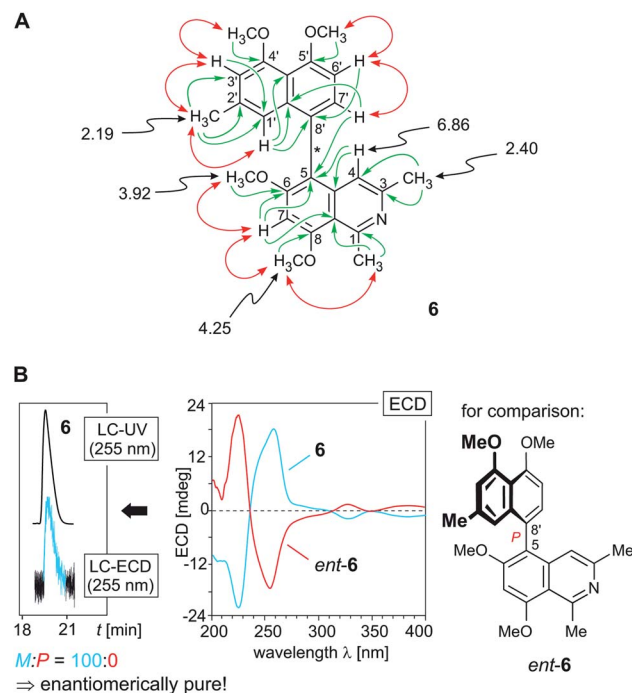 A
OCH₃
OCH₃
4'
5'
H
3'
6'
H
2'
7'
H₃C
1'
H
2.19
8'
H
6.86
*
H
2.40
3.92
H₃CO
5
4
6
3
CH₃
H
7
N
8
1
H₃CO
CH₃
4.25
6
B
6
LC-UV
(255 nm)
LC-ECD
(255 nm)
18
21
t [min]
M:P = 100:0
⇒ enantiomerically pure!
ECD
24
12
0
-12
-24
ECD [mdeg]
6
ent-6
200
250
300
350
400
wavelength λ [nm]
for comparison:
MeO
OMe
Me
8'
P
5
MeO
Me
N
OMe
Me
ent-6